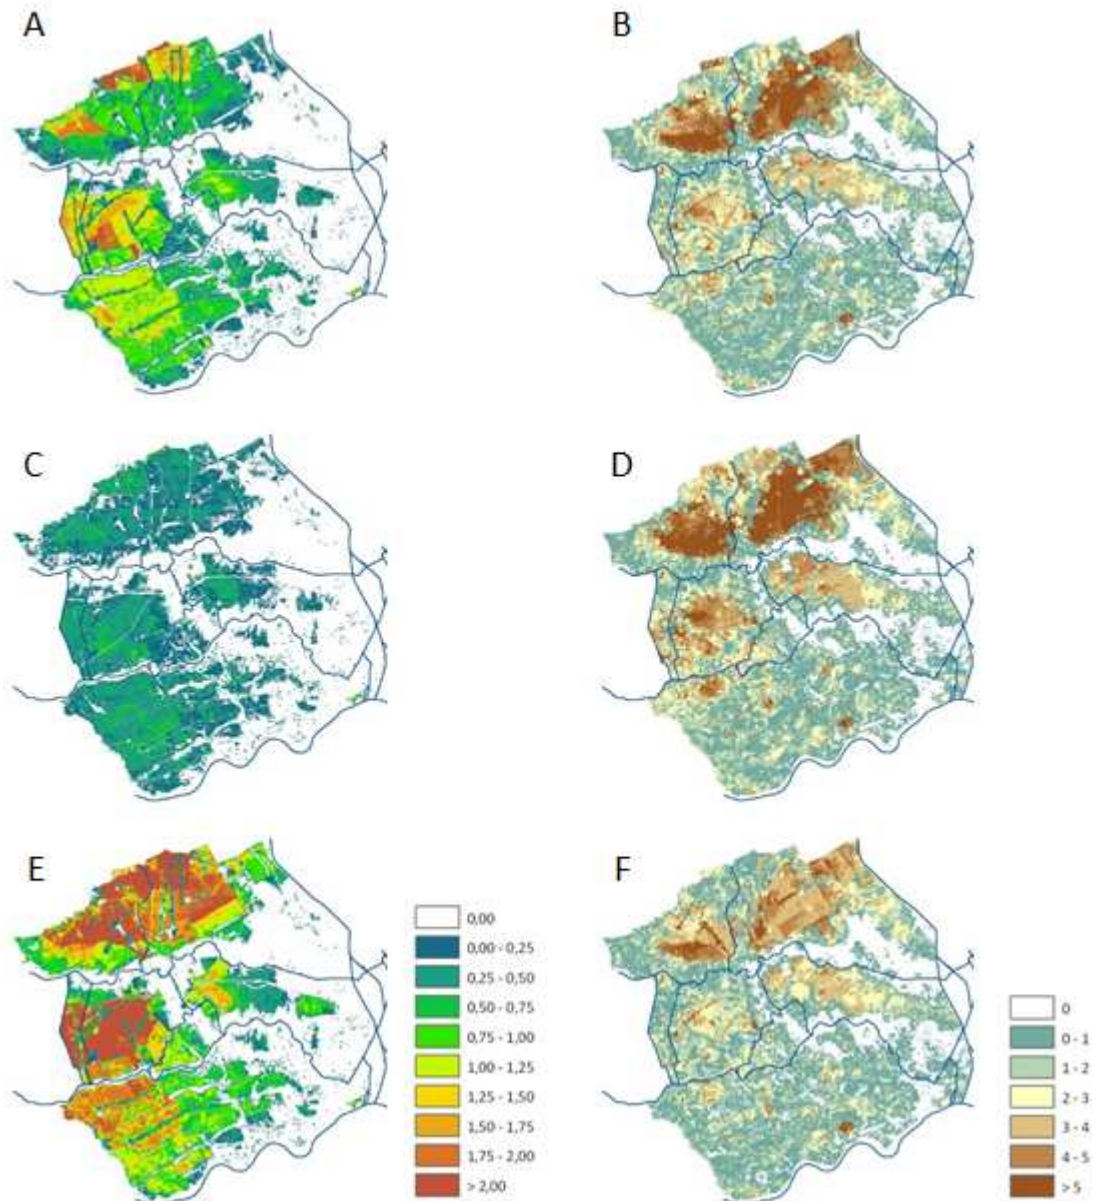 A
B
C
D
E
F
0,00
0,00 - 0,25
0,25 - 0,50
0,50 - 0,75
0,75 - 1,00
1,00 - 1,25
1,25 - 1,50
1,50 - 1,75
1,75 - 2,00
> 2,00
0
0 - 1
1 - 2
2 - 3
3 - 4
4 - 5
> 5